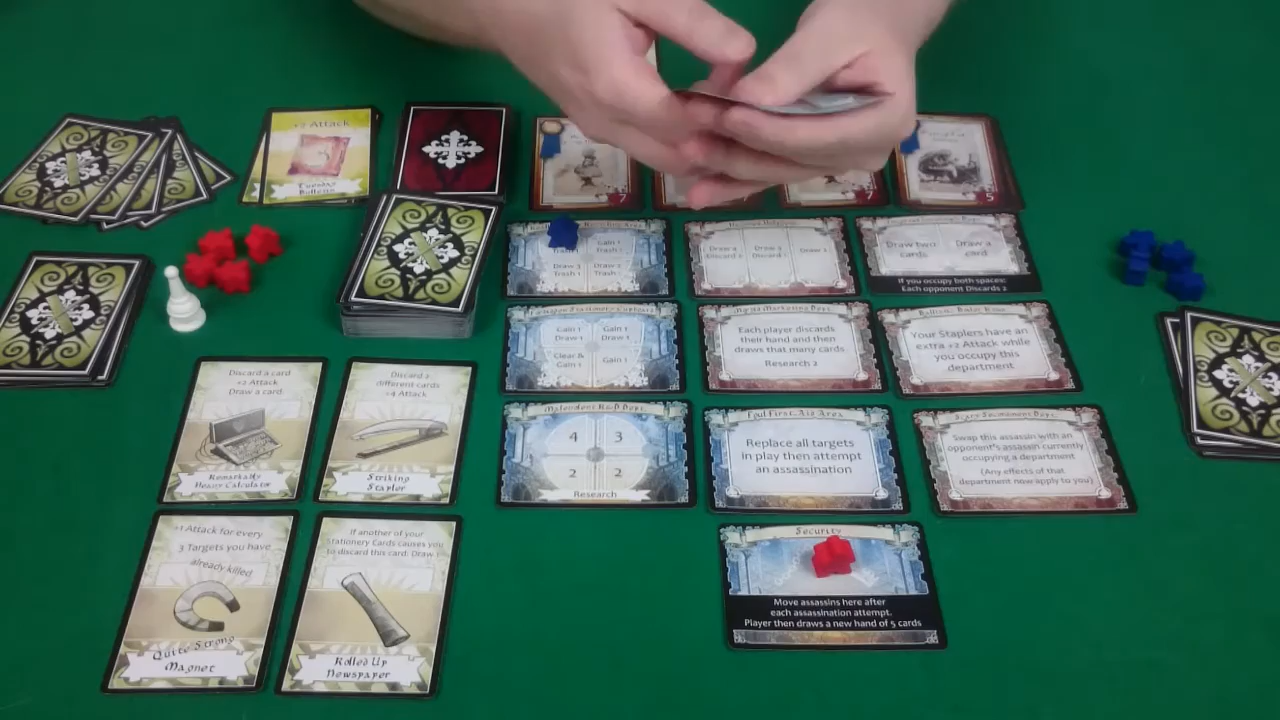 +2 Attack
Tuesday
Bulletin
7
5
Gain 1
Trash 1
Draw 3
Trash 1
Draw 2
Trash 1
Draw 4
Discard 2
Draw 3
Discard 1
Draw 2
Draw two
cards
Draw a
card
If you occupy both spaces:
Each opponent Discards 2
Gain 1
Draw 1
Gain 1
Draw 1
Clear &
Gain 1
Gain 1
Each player discards
their hand and then
draws that many cards
Research 2
Your Staplers have an
extra +2 Attack while
you occupy this
department
Discard a card
+2 Attack
Draw a card
Remarkably
Heavy Calculator
Discard 2
different cards
+4 Attack
Striking
Stapler
Malevolent R&D Dept.
4
3
2
2
Research
Foul First Aid Area
Replace all targets
in play then attempt
an assassination
Swap this assassin with an
opponent's assassin currently
occupying a department
(Any effects of that
department now apply to you)
+1 Attack for every
3 Targets you have
already killed
Quite Strong
Magnet
If another of your
Stationery Cards causes you
to discard this card: Draw 1
Rolled Up
Newspaper
Security
Move assassins here after
each assassination attempt.
Player then draws a new hand of 5 cards